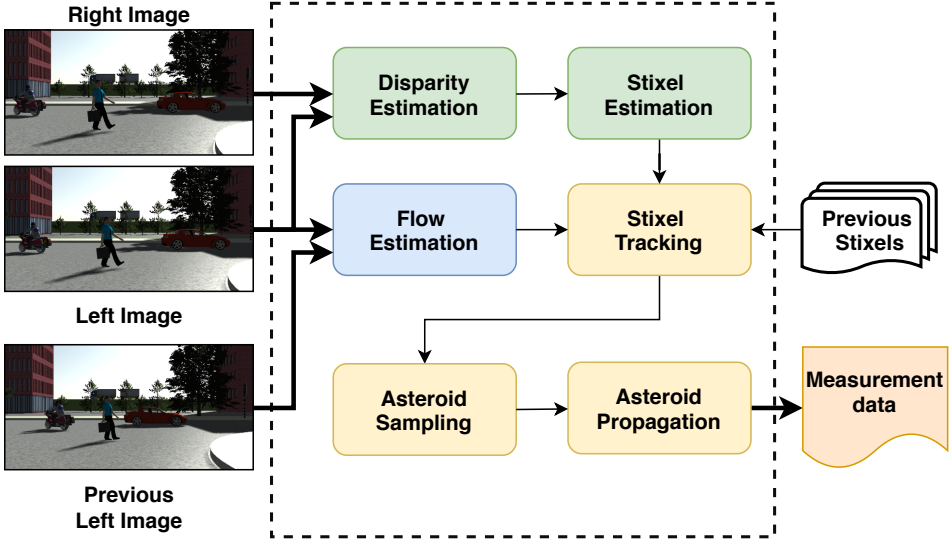 Right Image
Disparity
Estimation
Stixel
Estimation
Flow
Estimation
Stixel
Tracking
Previous
Stixels
Left Image
Asteroid
Sampling
Asteroid
Propagation
Measurement
data
Previous
Left Image